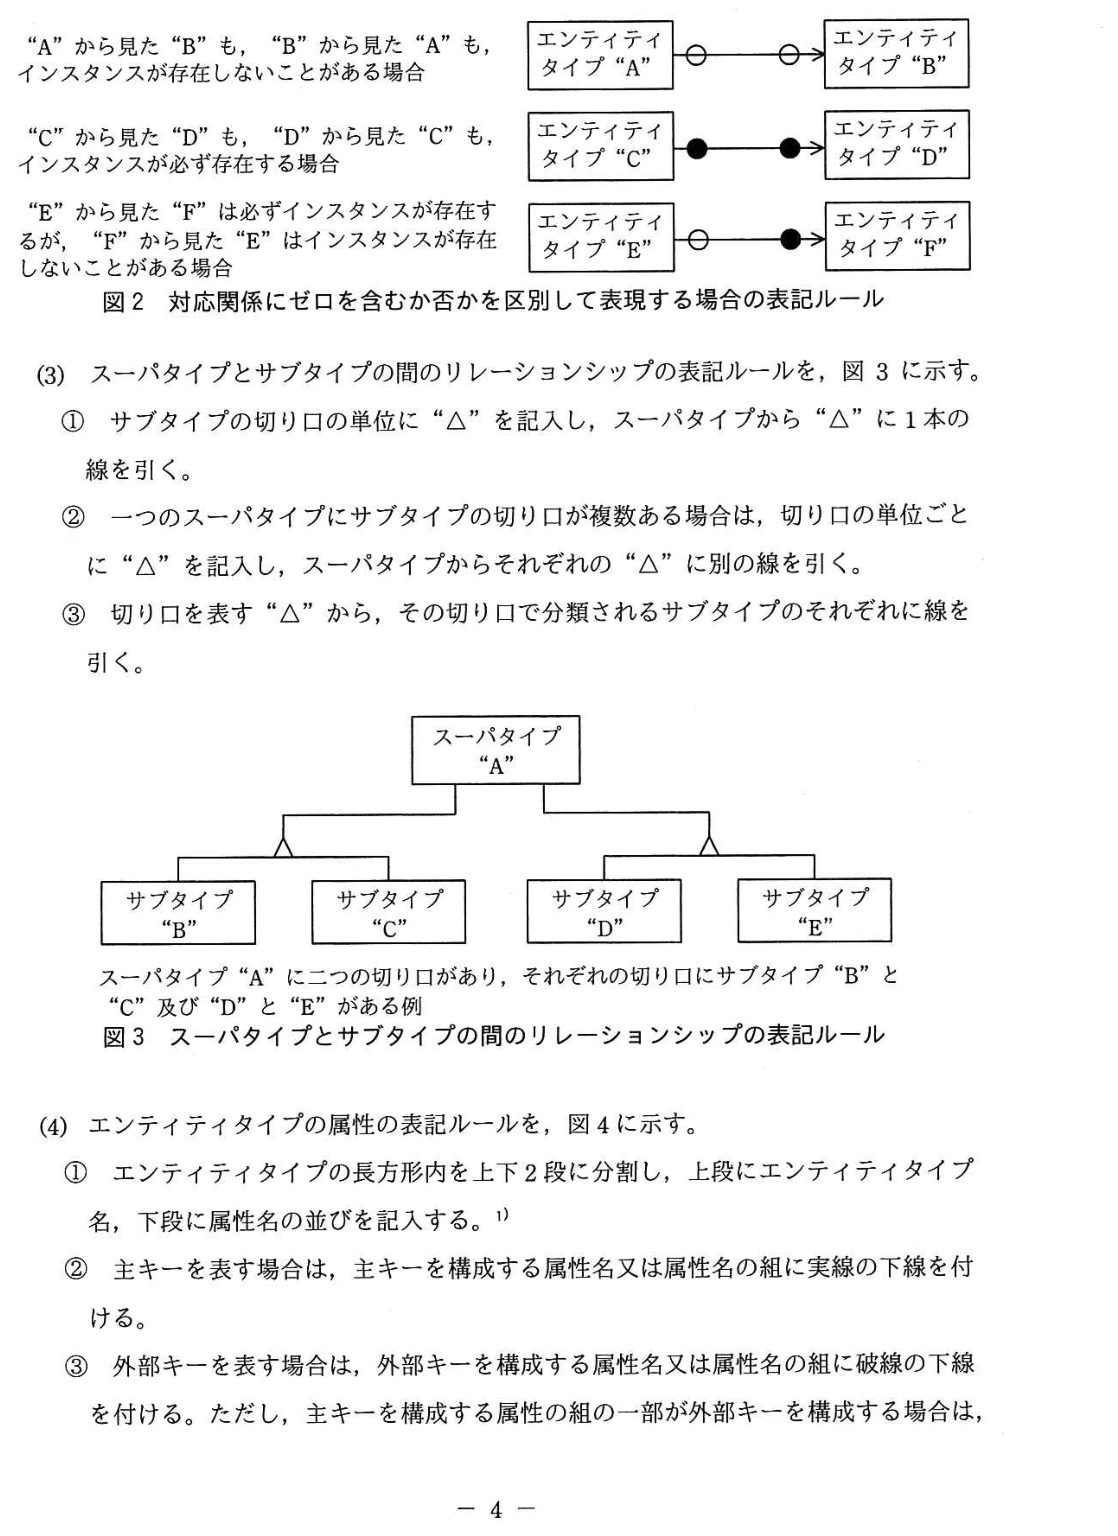 “A”から見た“B”も，“B”から見た“A”も，
インスタンスが存在しないことがある場合
エンティティ
タイプ“A”
エンティティ
タイプ“B”
“C”から見た“D”も，“D”から見た“C”も，
インスタンスが必ず存在する場合
エンティティ
タイプ“C”
エンティティ
タイプ“D”
“E”から見た“F”は必ずインスタンスが存在す
るが，“F”から見た“E”はインスタンスが存在
しないことがある場合
エンティティ
タイプ“E”
エンティティ
タイプ“F”
図2　対応関係にゼロを含むか否かを区別して表現する場合の表記ルール
(3)　スーパタイプとサブタイプの間のリレーションシップの表記ルールを，図 3 に示す。
①　サブタイプの切り口の単位に“△”を記入し，スーパタイプから“△”に1本の
線を引く。
②　一つのスーパタイプにサブタイプの切り口が複数ある場合は，切り口の単位ごと
に“△”を記入し，スーパタイプからそれぞれの“△”に別の線を引く。
③　切り口を表す“△”から，その切り口で分類されるサブタイプのそれぞれに線を
引く。
スーパタイプ
“A”
サブタイプ
“B”
サブタイプ
“C”
サブタイプ
“D”
サブタイプ
“E”
スーパタイプ“A”に二つの切り口があり，それぞれの切り口にサブタイプ“B”と
“C”及び“D”と“E”がある例
図3　スーパタイプとサブタイプの間のリレーションシップの表記ルール
(4)　エンティティタイプの属性の表記ルールを，図4に示す。
①　エンティティタイプの長方形内を上下2段に分割し，上段にエンティティタイプ
名，下段に属性名の並びを記入する。1)
②　主キーを表す場合は，主キーを構成する属性名又は属性名の組に実線の下線を付
ける。
③　外部キーを表す場合は，外部キーを構成する属性名又は属性名の組に破線の下線
を付ける。ただし，主キーを構成する属性の組の一部が外部キーを構成する場合は，
－ 4 －